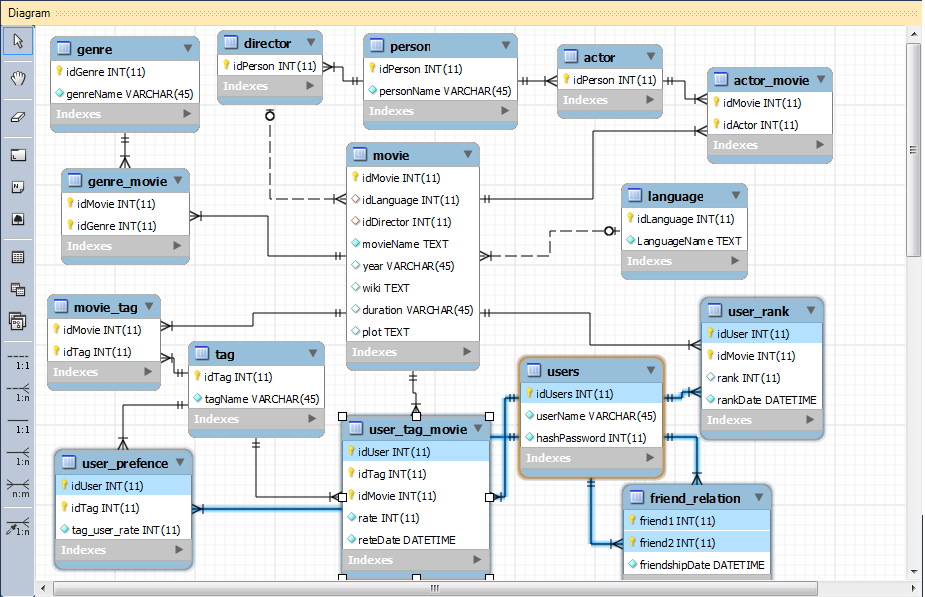 Diagram
genre
idGenre INT(11)
genreName VARCHAR(45)
Indexes
director
idPerson INT(11)
Indexes
person
idPerson INT(11)
personName VARCHAR(45)
Indexes
actor
idPerson INT(11)
Indexes
actor_movie
idMovie INT(11)
idActor INT(11)
Indexes
genre_movie
idMovie INT(11)
idGenre INT(11)
Indexes
movie
idMovie INT(11)
idLanguage INT(11)
idDirector INT(11)
movieName TEXT
year VARCHAR(45)
wiki TEXT
duration VARCHAR(45)
plot TEXT
Indexes
language
idLanguage INT(11)
LanguageName TEXT
Indexes
movie_tag
idMovie INT(11)
idTag INT(11)
Indexes
tag
idTag INT(11)
tagName VARCHAR(45)
Indexes
user_rank
idUser INT(11)
idMovie INT(11)
rank INT(11)
rankDate DATETIME
Indexes
users
idUsers INT(11)
userName VARCHAR(45)
hashPassword INT(11)
Indexes
user_prefence
idUser INT(11)
idTag INT(11)
tag_user_rate INT(11)
Indexes
user_tag_movie
idUser INT(11)
idTag INT(11)
idMovie INT(11)
rate INT(11)
reteDate DATETIME
Indexes
friend_relation
friend1 INT(11)
friend2 INT(11)
friendshipDate DATETIME
1:1
1:n
1:1
1:n
n:m
1:n